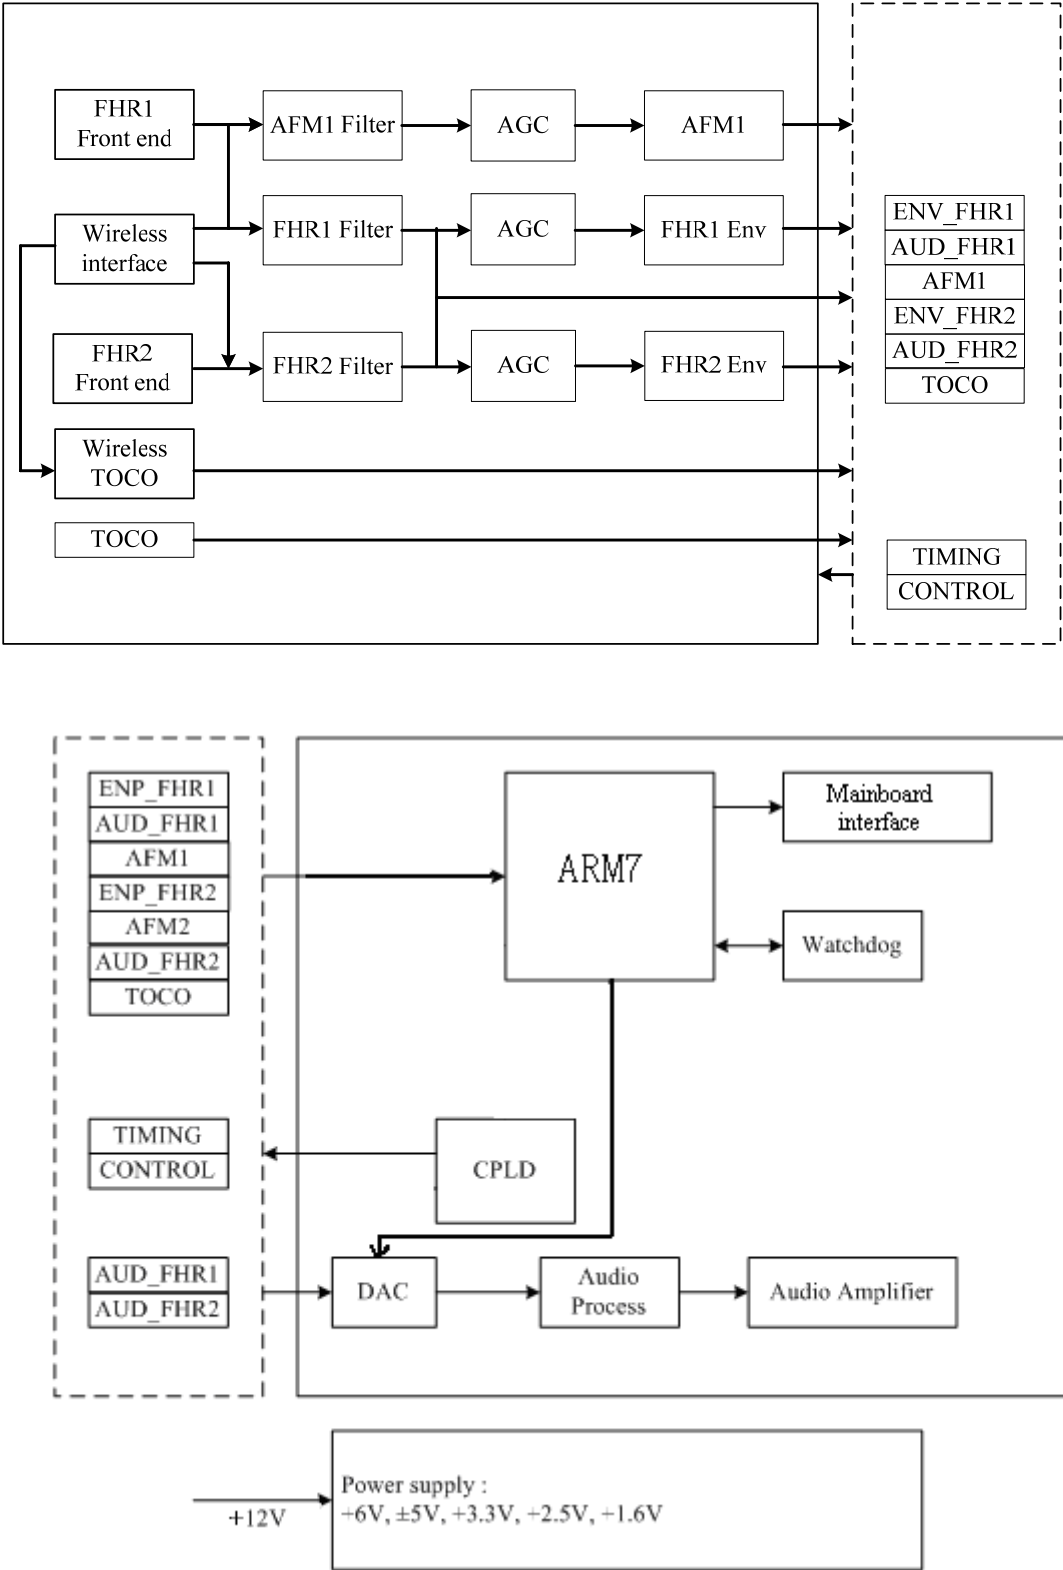 FHR1
Front end
AFM1 Filter
AGC
AFM1
Wireless
interface
FHR1 Filter
AGC
FHR1 Env
FHR2
Front end
FHR2 Filter
AGC
FHR2 Env
Wireless
TOCO
TOCO
ENV_FHR1
AUD_FHR1
AFM1
ENV_FHR2
AUD_FHR2
TOCO
TIMING
CONTROL
ENP_FHR1
AUD_FHR1
AFM1
ENP_FHR2
AFM2
AUD_FHR2
TOCO
ARM7
Mainboard
interface
Watchdog
TIMING
CONTROL
CPLD
AUD_FHR1
AUD_FHR2
DAC
Audio
Process
Audio Amplifier
+12V
Power supply :
+6V, ±5V, +3.3V, +2.5V, +1.6V